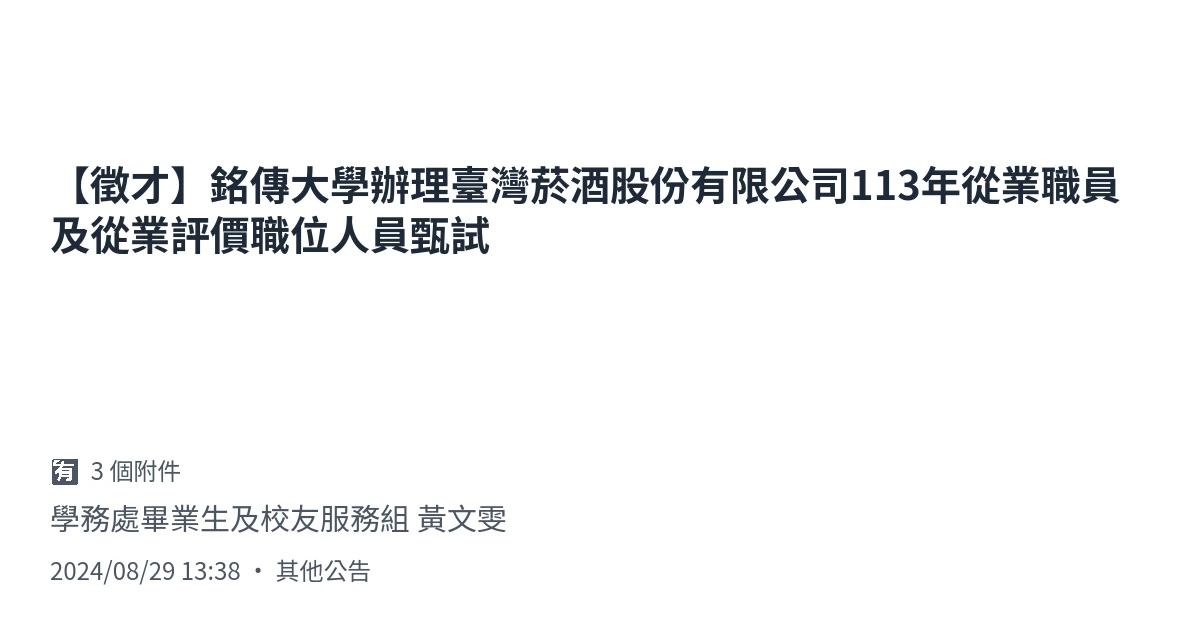 【徵才】銘傳大學辦理臺灣菸酒股份有限公司113年從業職員
及從業評價職位人員甄試
有 3 個附件
學務處畢業生及校友服務組 黃文雯
2024/08/29 13:38 • 其他公告